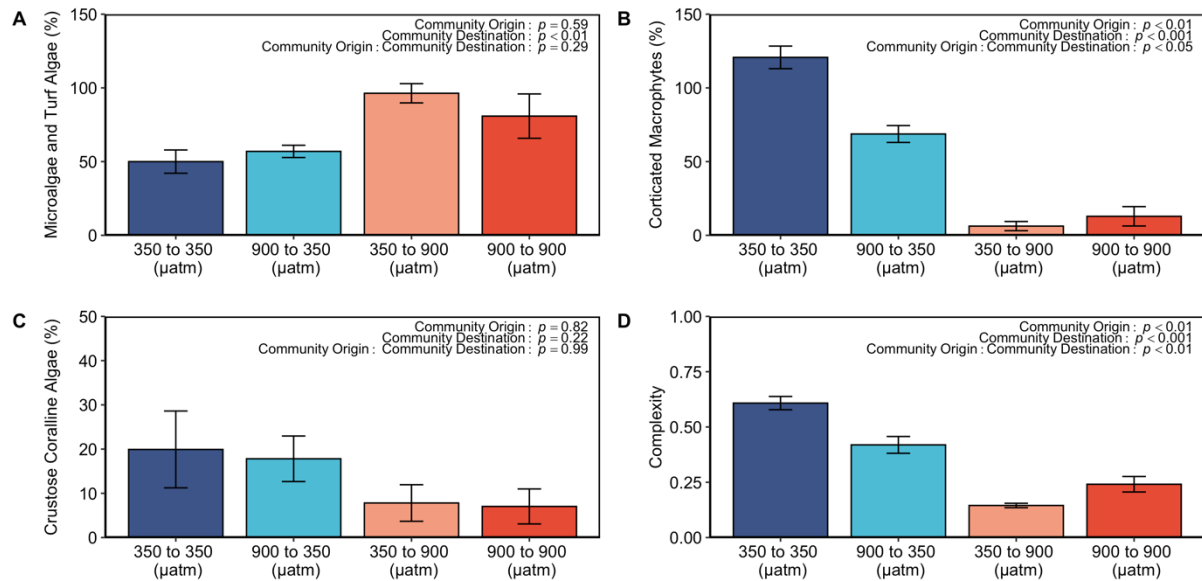 A
Microalgae and Turf Algae (%)
150
100
50
0
Community Origin : p = 0.59
Community Destination : p < 0.01
Community Origin : Community Destination : p = 0.29
350 to 350
(µatm)
900 to 350
(µatm)
350 to 900
(µatm)
900 to 900
(µatm)
B
Corticated Macrophytes (%)
150
100
50
0
Community Origin : p < 0.01
Community Destination : p < 0.001
Community Origin : Community Destination : p < 0.05
350 to 350
(µatm)
900 to 350
(µatm)
350 to 900
(µatm)
900 to 900
(µatm)
C
Crustose Coralline Algae (%)
50
40
30
20
10
0
Community Origin : p = 0.82
Community Destination : p = 0.22
Community Origin : Community Destination : p = 0.99
350 to 350
(µatm)
900 to 350
(µatm)
350 to 900
(µatm)
900 to 900
(µatm)
D
Complexity
1.00
0.75
0.50
0.25
0.00
Community Origin : p < 0.01
Community Destination : p < 0.001
Community Origin : Community Destination : p < 0.01
350 to 350
(µatm)
900 to 350
(µatm)
350 to 900
(µatm)
900 to 900
(µatm)